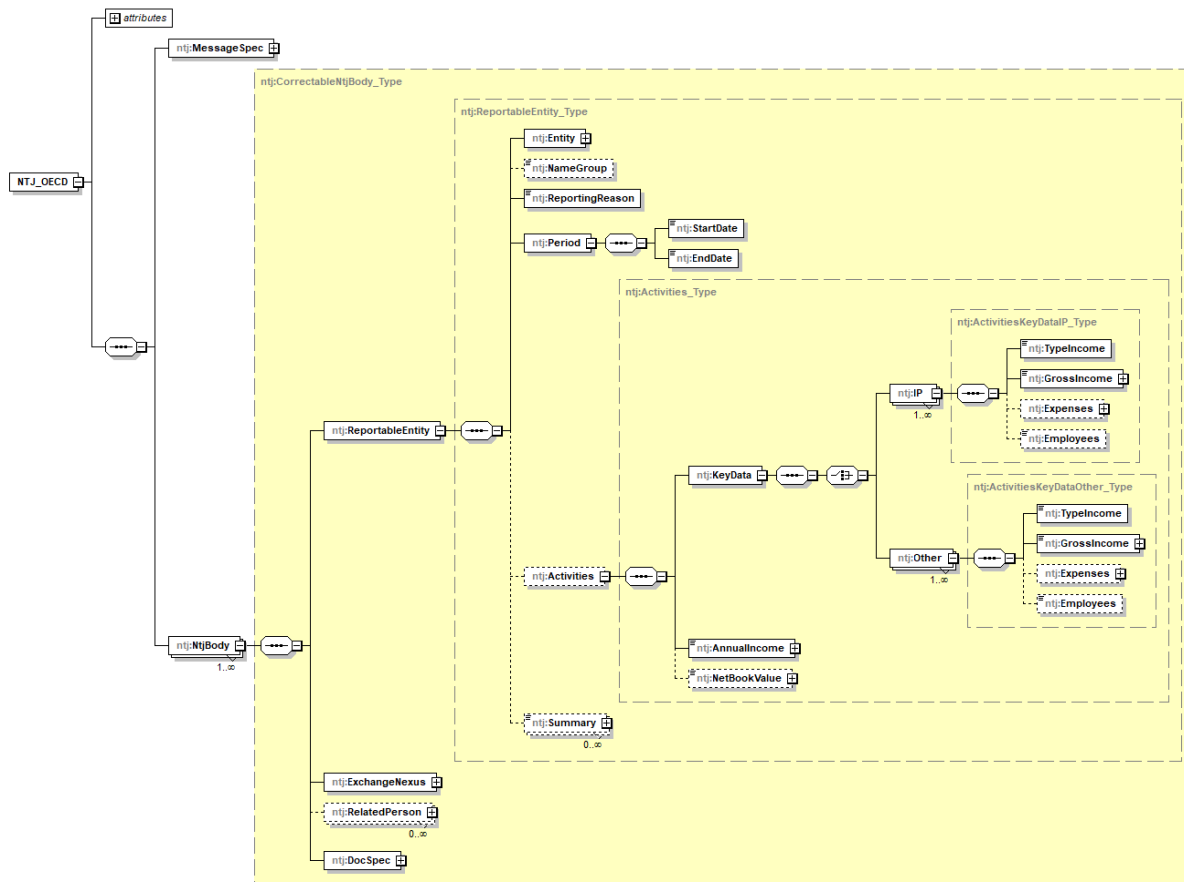 attributes
ntj:MessageSpec
ntj:CorrectableNtjBody_Type
ntj:ReportableEntity_Type
ntj:Entity
ntj:NameGroup
NTJ_OECD
ntj:ReportingReason
ntj:StartDate
ntj:Period
ntj:EndDate
ntj:Activities_Type
ntj:ActivitiesKeyDataIP_Type
ntj:TypeIncome
ntj:GrossIncome
ntj:IP
1..∞
ntj:Expenses
ntj:Employees
ntj:ReportableEntity
ntj:KeyData
ntj:ActivitiesKeyDataOther_Type
ntj:TypeIncome
ntj:GrossIncome
ntj:Other
1..∞
ntj:Expenses
ntj:Employees
ntj:Activities
ntj:NtjBody
1..∞
ntj:AnnualIncome
ntj:NetBookValue
ntj:Summary
0..∞
ntj:ExchangeNexus
ntj:RelatedPerson
0..∞
ntj:DocSpec